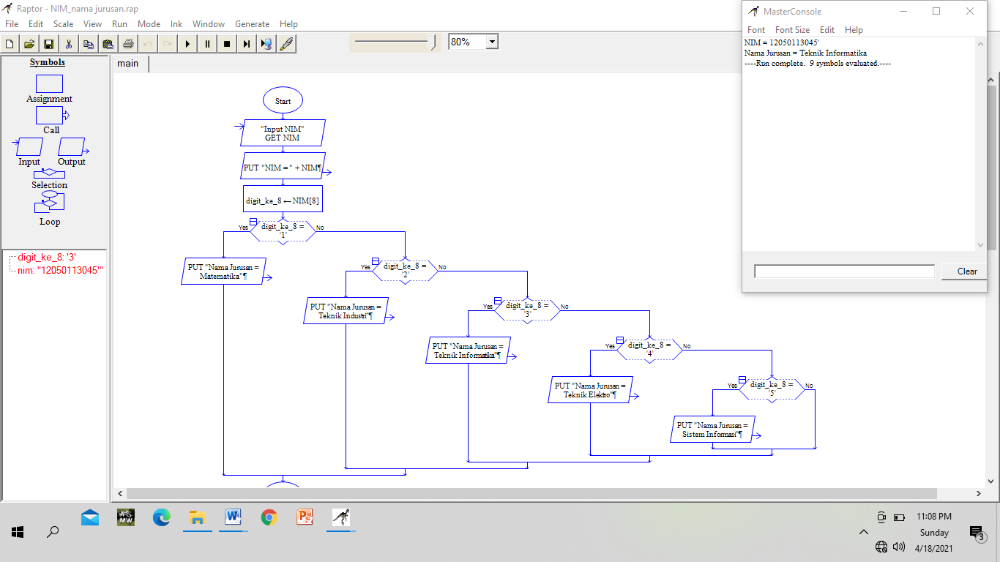 Raptor - NIM_nama jurusan.rap
File Edit Scale View Run Mode Ink Window Generate Help
80%
Symbols
Assignment
Call
Input Output
Selection
Loop
digit_ke_8: '3'
nim: "12050113045'"
main
Start
"Input NIM"
GET NIM
PUT "NIM = " + NIM¶
digit_ke_8 ← NIM[8]
Yes
digit_ke_8 =
'1'
No
PUT "Nama Jurusan =
Matematika"¶
Yes
digit_ke_8 =
'2'
No
PUT "Nama Jurusan =
Teknik Industri"¶
Yes
digit_ke_8 =
'3'
No
PUT "Nama Jurusan =
Teknik Informatika"¶
Yes
digit_ke_8 =
'4'
No
PUT "Nama Jurusan =
Teknik Elektro"¶
Yes
digit_ke_8 =
'5'
No
PUT "Nama Jurusan =
Sistem Informasi"¶
MasterConsole
Font Font Size Edit Help
NIM = 12050113045'
Nama Jurusan = Teknik Informatika
----Run complete. 9 symbols evaluated.----
Clear
NFS
MW
11:08 PM
Sunday
4/18/2021
3